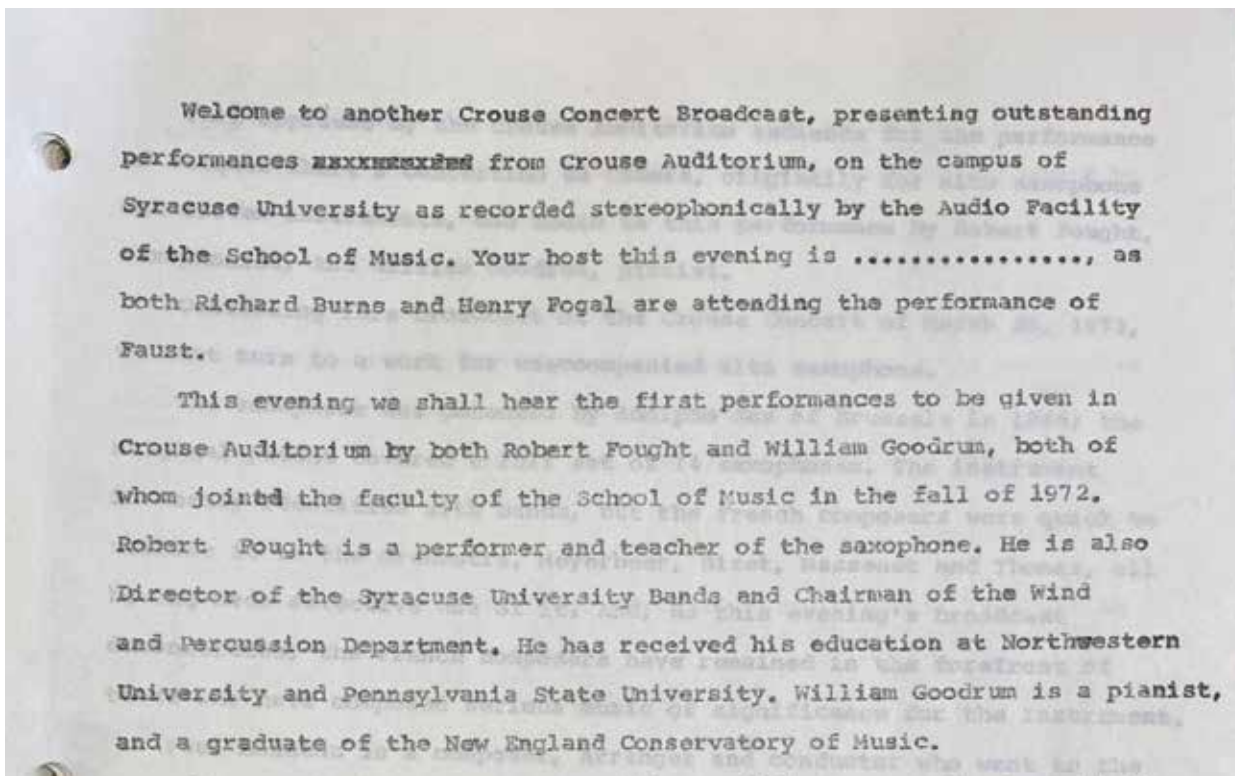 Welcome to another Crouse Concert Broadcast, presenting outstanding
performances from Crouse Auditorium, on the campus of
Syracuse University as recorded stereophonically by the Audio Facility
of the School of Music. Your host this evening is ................., as
both Richard Burns and Henry Fogal are attending the performance of
Faust.
This evening we shall hear the first performances to be given in
Crouse Auditorium by both Robert Fought and William Goodrum, both of
whom jointd the faculty of the School of Music in the fall of 1972.
Robert Fought is a performer and teacher of the saxophone. He is also
Director of the Syracuse University Bands and Chairman of the Wind
and Percussion Department. He has received his education at Northwestern
University and Pennsylvania State University. William Goodrum is a pianist,
and a graduate of the New England Conservatory of Music.